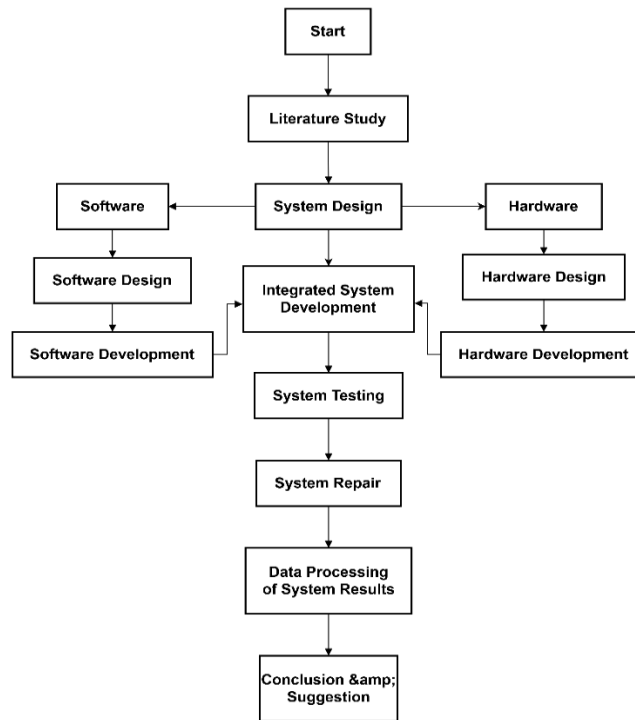 Start
Literature Study
Software
System Design
Hardware
Software Design
Hardware Design
Integrated System
Development
Software Development
Hardware Development
System Testing
System Repair
Data Processing
of System Results
Conclusion &amp;
Suggestion